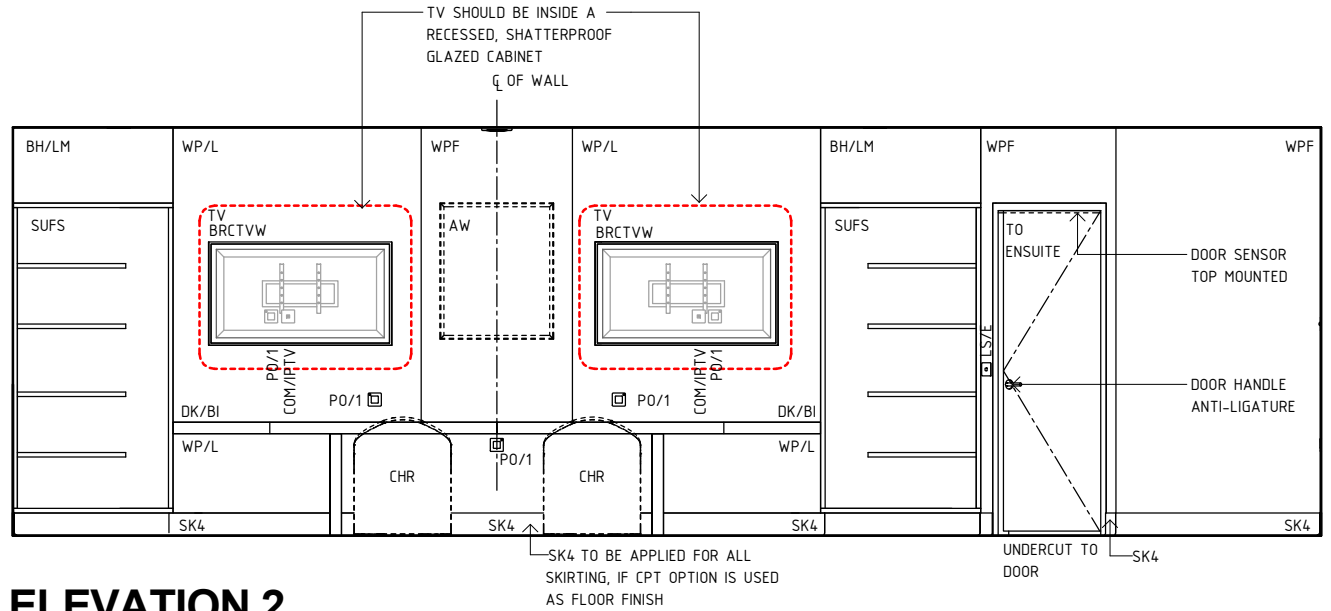 TV SHOULD BE INSIDE A
RECESSED, SHATTERPROOF
GLAZED CABINET
℄ OF WALL
BH/LM
WP/L
WPF
WP/L
BH/LM
WPF
WPF
SUFS
TV
BRCTVW
AW
TV
BRCTVW
SUFS
TO
ENSUITE
DOOR SENSOR
TOP MOUNTED
LS/E
PO/1
COM/IPTV
COM/IPTV
PO/1
PO/1
PO/1
DOOR HANDLE
ANTI-LIGATURE
DK/BI
DK/BI
WP/L
PO/1
WP/L
CHR
CHR
SK4
SK4
SK4
SK4
SK4 TO BE APPLIED FOR ALL
SKIRTING, IF CPT OPTION IS USED
AS FLOOR FINISH
UNDERCUT TO
DOOR
SK4
ELEVATION 2